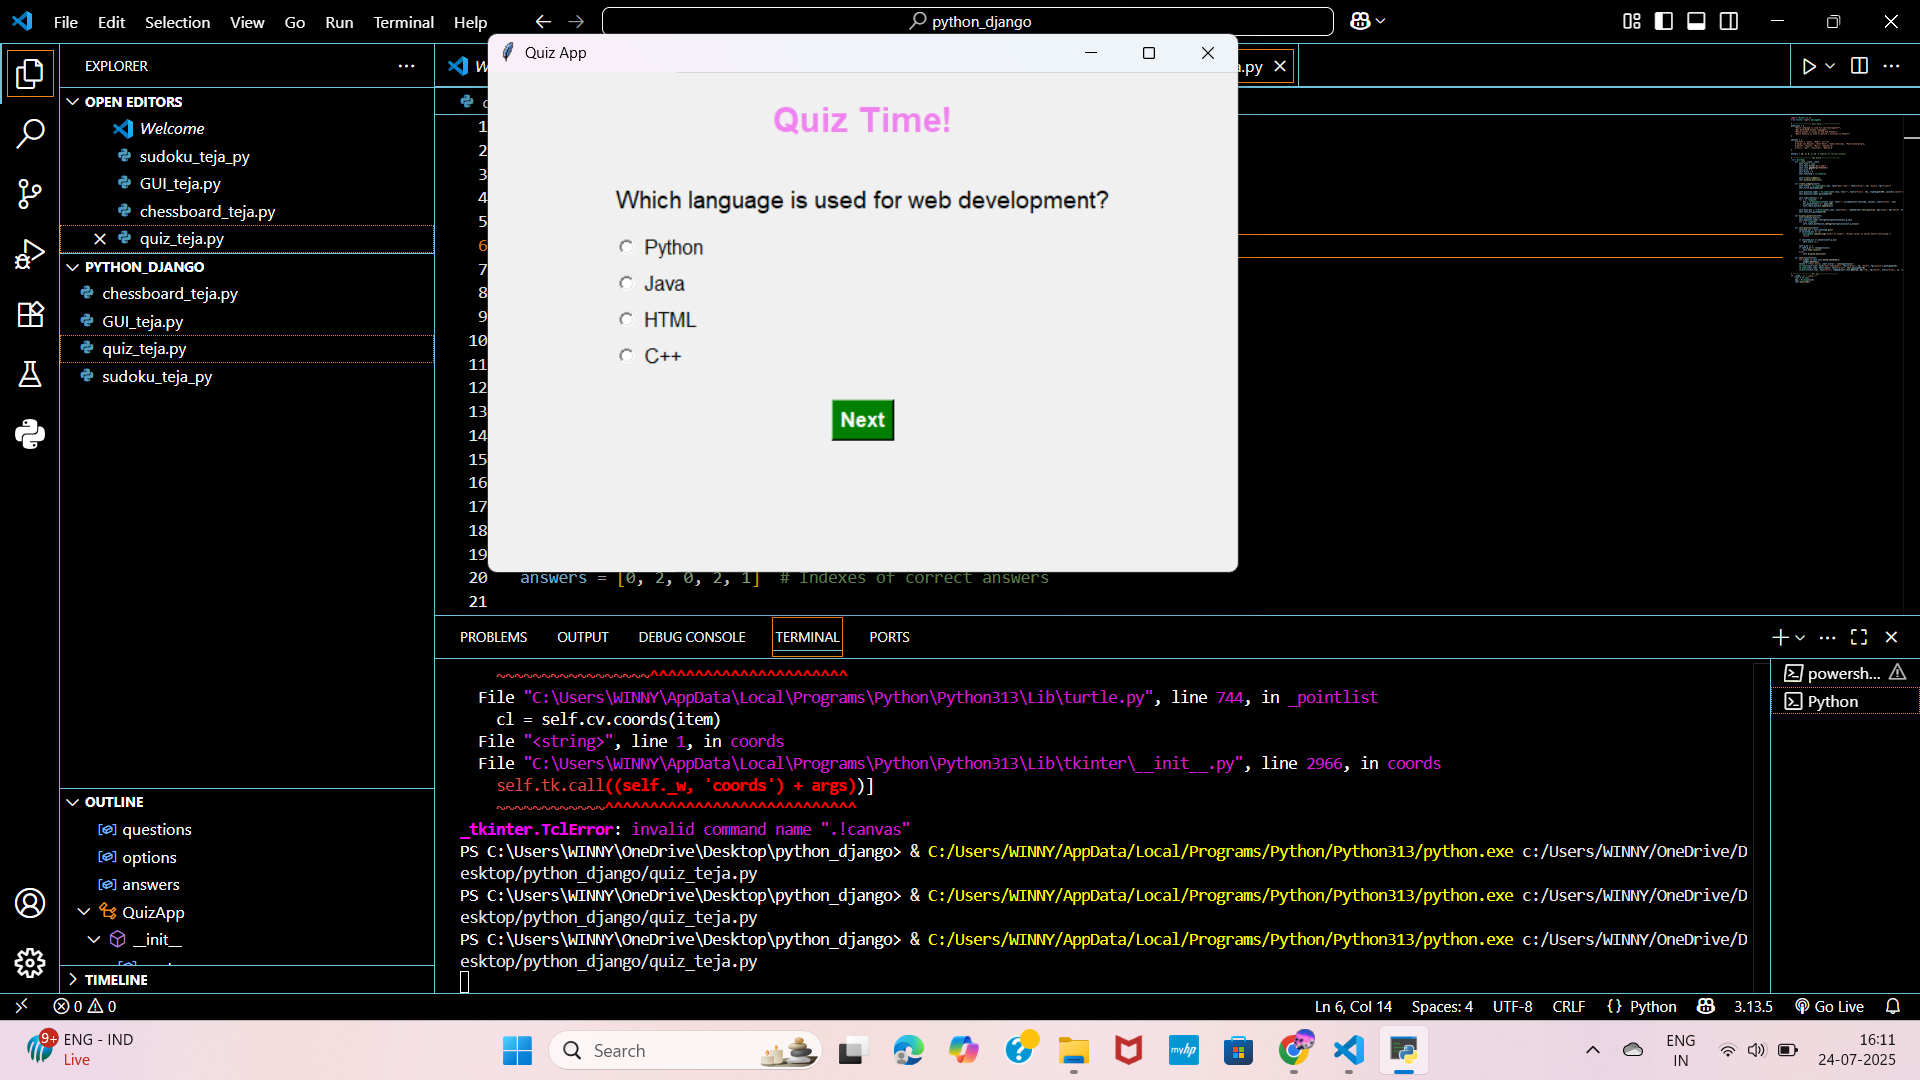 File Edit Selection View Go Run Terminal Help
python_django
EXPLORER
OPEN EDITORS
Welcome
sudoku_teja_py
GUI_teja.py
chessboard_teja.py
quiz_teja.py
PYTHON_DJANGO
chessboard_teja.py
GUI_teja.py
quiz_teja.py
sudoku_teja_py
OUTLINE
questions
options
answers
QuizApp
__init__
TIMELINE
.py
Quiz App
Quiz Time!
Which language is used for web development?
Python
Java
HTML
C++
Next
1
2
3
4
5
6
7
8
9
10
11
12
13
14
15
16
17
18
19
20 answers = [0, 2, 0, 2, 1] # Indexes of correct answers
21
PROBLEMS OUTPUT DEBUG CONSOLE TERMINAL PORTS
~~~~~~~~~~~~~~~~~^^^^^^^^^^^^^^^^^^^^^^
File "C:\Users\WINNY\AppData\Local\Programs\Python\Python313\Lib\turtle.py", line 744, in _pointlist
cl = self.cv.coords(item)
File "<string>", line 1, in coords
File "C:\Users\WINNY\AppData\Local\Programs\Python\Python313\Lib\tkinter\__init__.py", line 2966, in coords
self.tk.call((self._w, 'coords') + args))]
~~~~~~~~~~~~^^^^^^^^^^^^^^^^^^^^^^^^^^^^
_tkinter.TclError: invalid command name ".!canvas"
PS C:\Users\WINNY\OneDrive\Desktop\python_django> & C:/Users/WINNY/AppData/Local/Programs/Python/Python313/python.exe c:/Users/WINNY/OneDrive/D
esktop/python_django/quiz_teja.py
PS C:\Users\WINNY\OneDrive\Desktop\python_django> & C:/Users/WINNY/AppData/Local/Programs/Python/Python313/python.exe c:/Users/WINNY/OneDrive/D
esktop/python_django/quiz_teja.py
PS C:\Users\WINNY\OneDrive\Desktop\python_django> & C:/Users/WINNY/AppData/Local/Programs/Python/Python313/python.exe c:/Users/WINNY/OneDrive/D
esktop/python_django/quiz_teja.py
powersh...
Python
0 0
Ln 6, Col 14 Spaces: 4 UTF-8 CRLF {} Python 3.13.5 Go Live
9+
ENG - IND
Live
Search
myhp
ENG
IN
16:11
24-07-2025